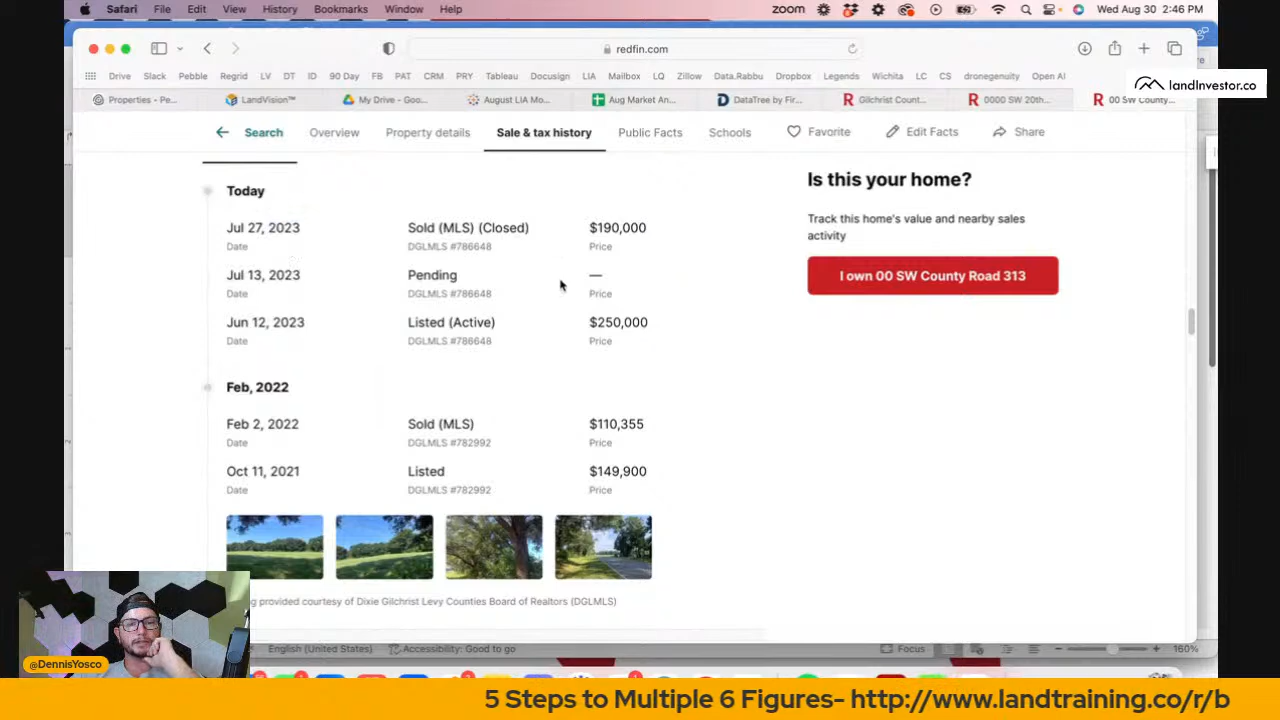 Safari File Edit View History Bookmarks Window Help
zoom
Wed Aug 30 2:46 PM
redfin.com
Drive Slack Pebble Regrid LV DT ID 90 Day FB PAT CRM PRY Tableau Docusign LIA Mailbox LQ Zillow Data.Rabbu Dropbox Legends Wichita LC CS dronegenuity Open AI
landInvestor.co
Properties - Pe... LandVision™ My Drive - Goo... August LIA Mo... Aug Market An... DataTree by Fir... Gilchrist Count... 0000 SW 20th... 00 SW County...
Search Overview Property details Sale & tax history Public Facts Schools Favorite Edit Facts Share
Today
Jul 27, 2023 Sold (MLS) (Closed) $190,000
Date DGLMLS #786648 Price
Jul 13, 2023 Pending —
Date DGLMLS #786648 Price
Jun 12, 2023 Listed (Active) $250,000
Date DGLMLS #786648 Price
Feb, 2022
Feb 2, 2022 Sold (MLS) $110,355
Date DGLMLS #782992 Price
Oct 11, 2021 Listed $149,900
Date DGLMLS #782992 Price
Is this your home?
Track this home's value and nearby sales
activity
I own 00 SW County Road 313
g provided courtesy of Dixie Gilchrist Levy Counties Board of Realtors (DGLMLS)
English (United States) Accessibility: Good to go Focus 160%
@DennisYosco
5 Steps to Multiple 6 Figures- http://www.landtraining.co/r/b